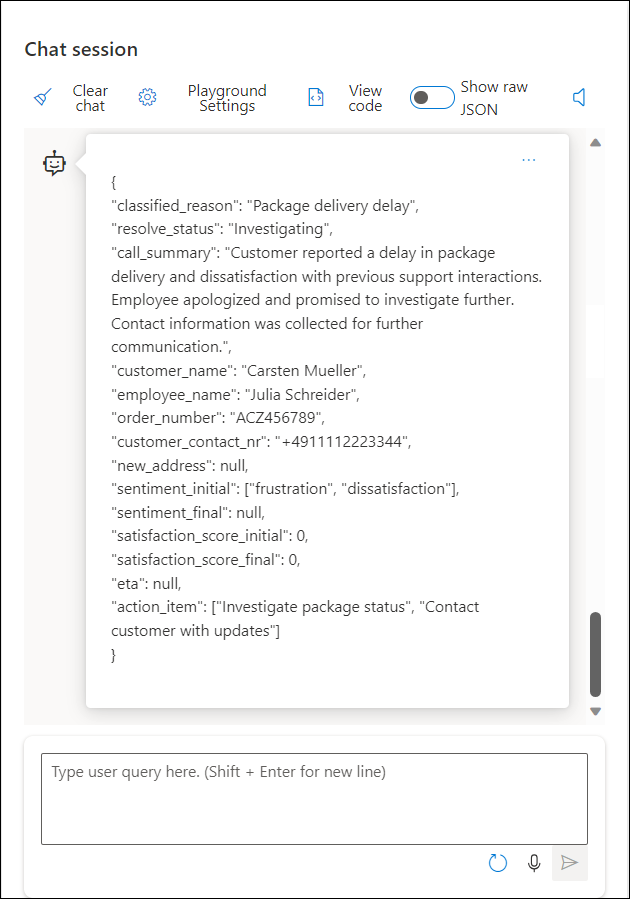 Chat session
Clear
chat
Playground
Settings
View
code
Show raw
JSON
...
{
"classified_reason": "Package delivery delay",
"resolve_status": "Investigating",
"call_summary": "Customer reported a delay in package
delivery and dissatisfaction with previous support interactions.
Employee apologized and promised to investigate further.
Contact information was collected for further
communication.",
"customer_name": "Carsten Mueller",
"employee_name": "Julia Schreider",
"order_number": "ACZ456789",
"customer_contact_nr": "+4911112223344",
"new_address": null,
"sentiment_initial": ["frustration", "dissatisfaction"],
"sentiment_final": null,
"satisfaction_score_initial": 0,
"satisfaction_score_final": 0,
"eta": null,
"action_item": ["Investigate package status", "Contact
customer with updates"]
}
Type user query here. (Shift + Enter for new line)